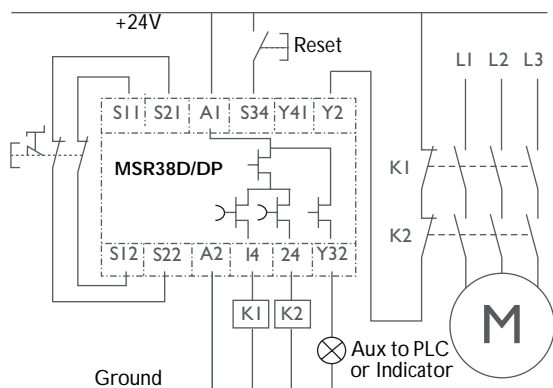 +24V
Reset
L1 L2 L3
S11 S21 A1 S34 Y41 Y2
MSR38D/DP
K1
K2
S12 S22 A2 14 24 Y32
K1 K2
M
Aux to PLC
or Indicator
Ground